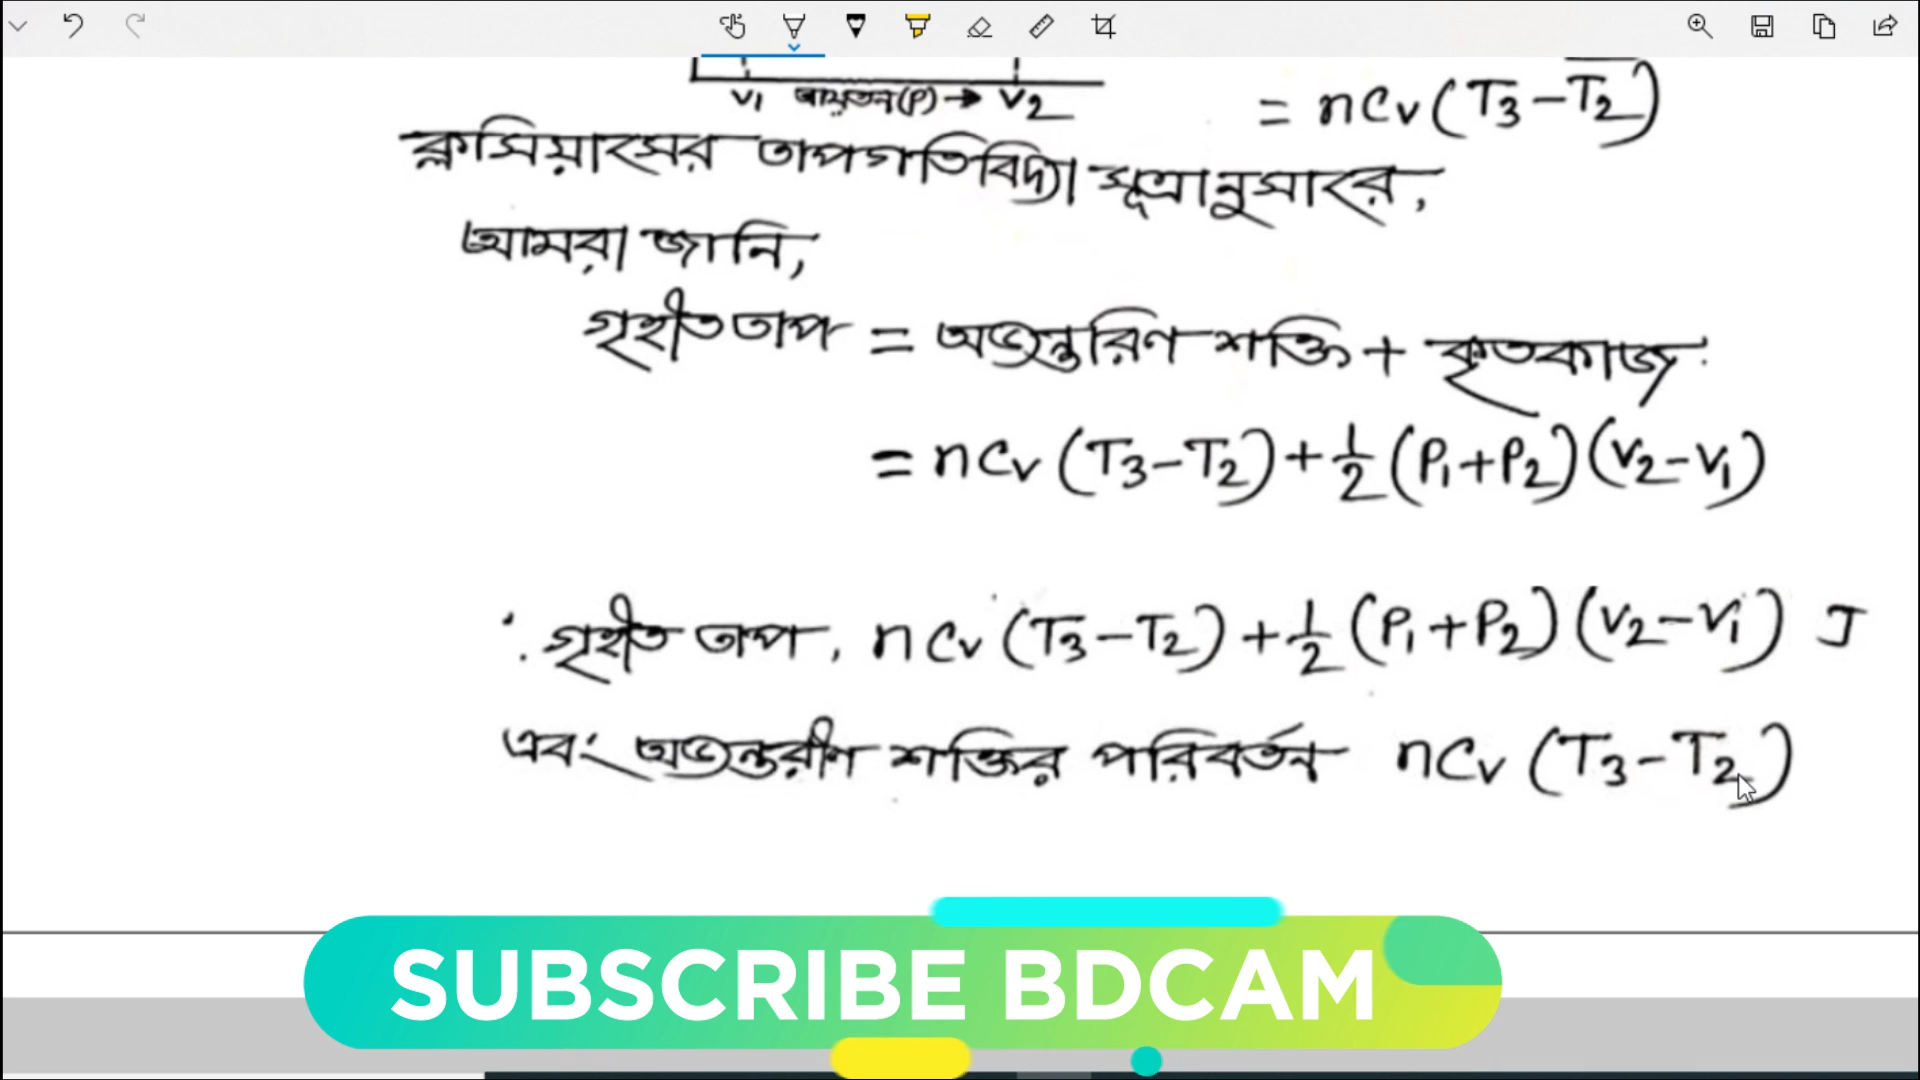 V₁ আয়তন(P) → V₂
= nCv(T₃-T₂)
ক্লসিয়াসের তাপগতিবিদ্যা সূত্রানুসারে,
আমরা জানি,
গৃহীত তাপ = অভ্যন্তরিণ শক্তি + কৃতকাজ
= nCv (T₃-T₂)+½(P₁+P₂)(V₂-V₁)
∴ গৃহীত তাপ, nCv (T₃-T₂)+½(P₁+P₂)(V₂-V₁) J
এবং অভ্যন্তরীণ শক্তির পরিবর্তন nCv (T₃-T₂)
SUBSCRIBE BDCAM